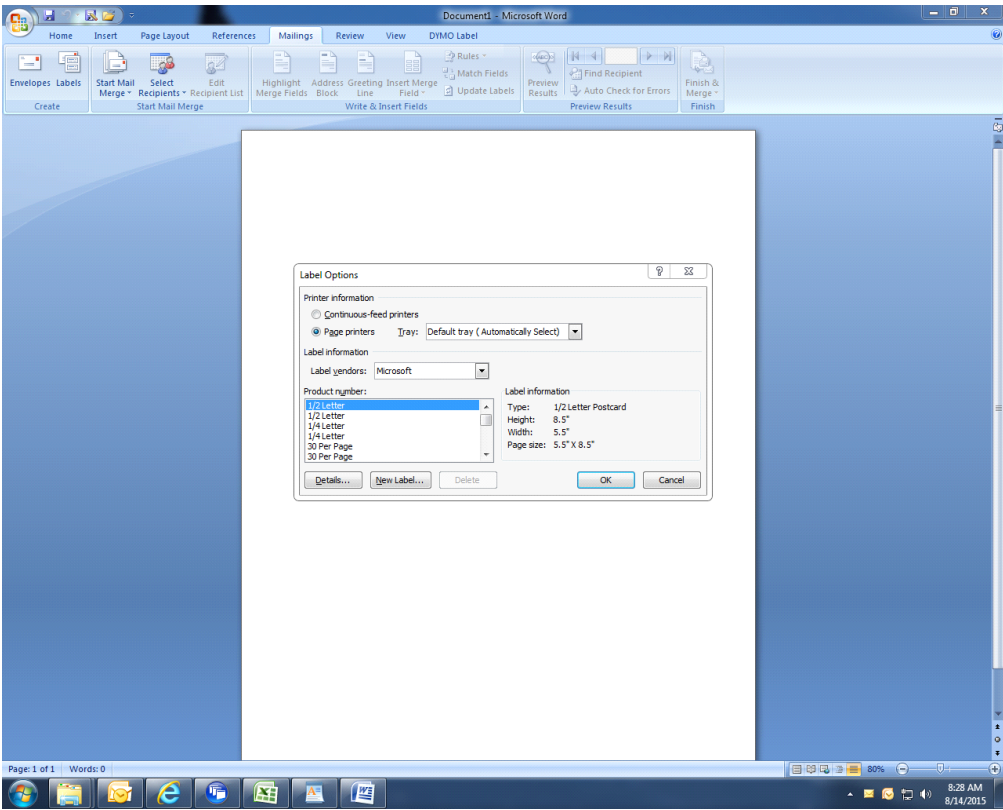 Document1 - Microsoft Word
Home Insert Page Layout References Mailings Review View DYMO Label
Envelopes Labels
Create
Start Mail Merge Select Recipients Edit Recipient List
Start Mail Merge
Highlight Merge Fields Address Block Greeting Line Insert Merge Field
Rules
Match Fields
Update Labels
Write & Insert Fields
Preview Results
Find Recipient
Auto Check for Errors
Preview Results
Finish & Merge
Finish
Label Options
Printer information
Continuous-feed printers
Page printers Tray: Default tray ( Automatically Select)
Label information
Label vendors: Microsoft
Product number:
1/2 Letter
1/2 Letter
1/4 Letter
1/4 Letter
30 Per Page
30 Per Page
Label information
Type: 1/2 Letter Postcard
Height: 8.5"
Width: 5.5"
Page size: 5.5" X 8.5"
Details... New Label... Delete OK Cancel
Page: 1 of 1 Words: 0 80%
8:28 AM
8/14/2015